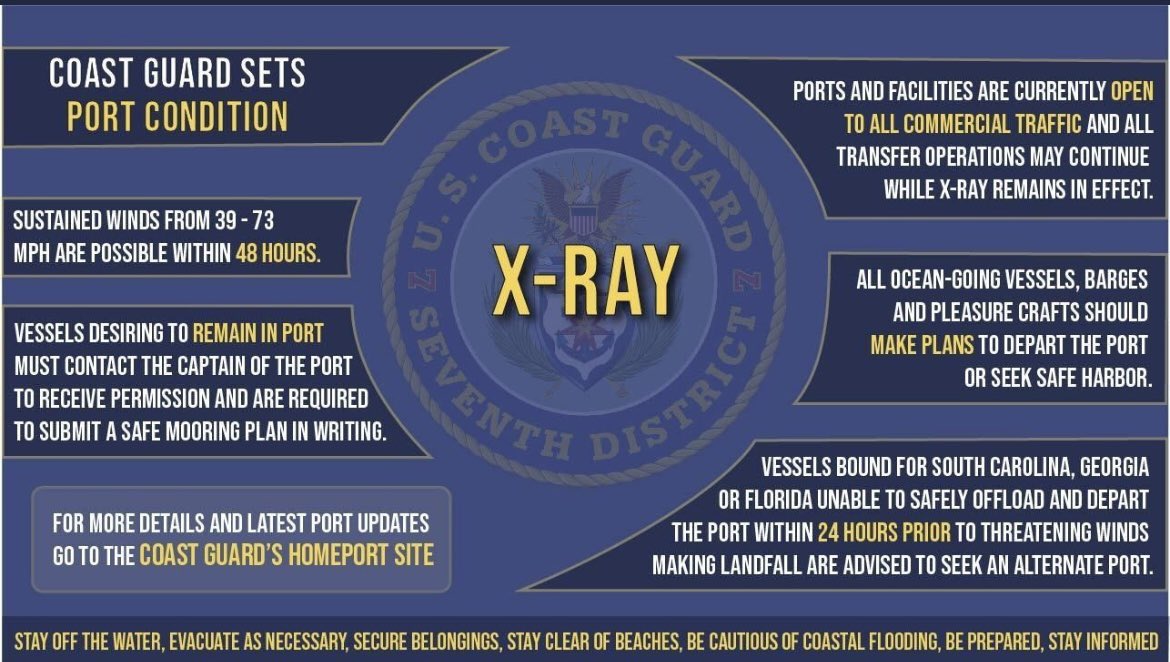 COAST GUARD SETS
PORT CONDITION
SUSTAINED WINDS FROM 39 - 73
MPH ARE POSSIBLE WITHIN 48 HOURS.
VESSELS DESIRING TO REMAIN IN PORT
MUST CONTACT THE CAPTAIN OF THE PORT
TO RECEIVE PERMISSION AND ARE REQUIRED
TO SUBMIT A SAFE MOORING PLAN IN WRITING.
FOR MORE DETAILS AND LATEST PORT UPDATES
GO TO THE COAST GUARD'S HOMEPORT SITE
U. S. COAST GUARD
X-RAY
7 7
SEVENTH DISTRICT
PORTS AND FACILITIES ARE CURRENTLY OPEN
TO ALL COMMERCIAL TRAFFIC AND ALL
TRANSFER OPERATIONS MAY CONTINUE
WHILE X-RAY REMAINS IN EFFECT.
ALL OCEAN-GOING VESSELS, BARGES
AND PLEASURE CRAFTS SHOULD
MAKE PLANS TO DEPART THE PORT
OR SEEK SAFE HARBOR.
VESSELS BOUND FOR SOUTH CAROLINA, GEORGIA
OR FLORIDA UNABLE TO SAFELY OFFLOAD AND DEPART
THE PORT WITHIN 24 HOURS PRIOR TO THREATENING WINDS
MAKING LANDFALL ARE ADVISED TO SEEK AN ALTERNATE PORT.
STAY OFF THE WATER, EVACUATE AS NECESSARY, SECURE BELONGINGS, STAY CLEAR OF BEACHES, BE CAUTIOUS OF COASTAL FLOODING, BE PREPARED, STAY INFORMED